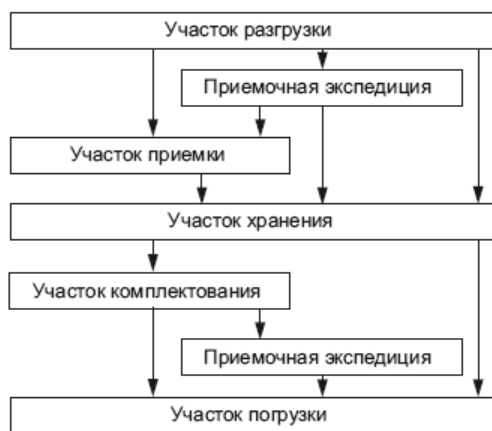 Участок разгрузки
Приемочная экспедиция
Участок приемки
Участок хранения
Участок комплектования
Приемочная экспедиция
Участок погрузки